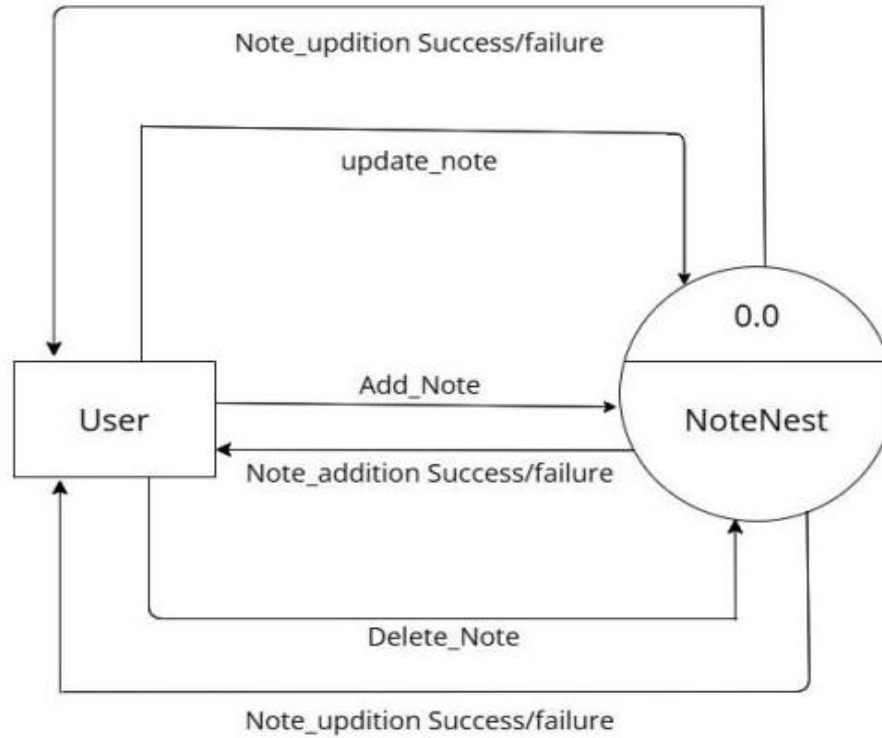 Note_updition Success/failure
update_note
0.0
Add_Note
User
NoteNest
Note_addition Success/failure
Delete_Note
Note_updition Success/failure